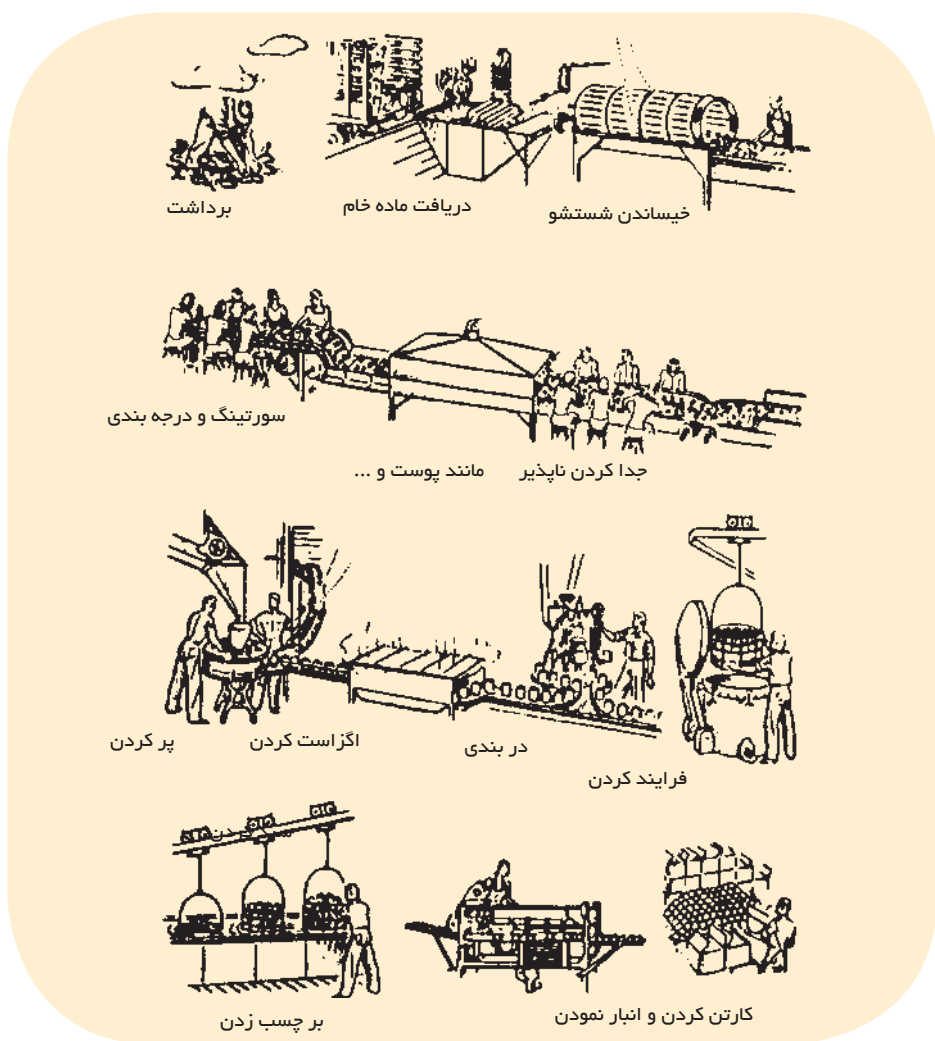 برداشت
دریافت ماده خام
خیساندن شستشو
سورتینگ و درجه بندی
جدا کردن ناپذیر مانند پوست و ...
پر کردن
اگزاست کردن
در بندی
فرایند کردن
کردن
بر چسب زدن
کارتن کردن و انبار نمودن